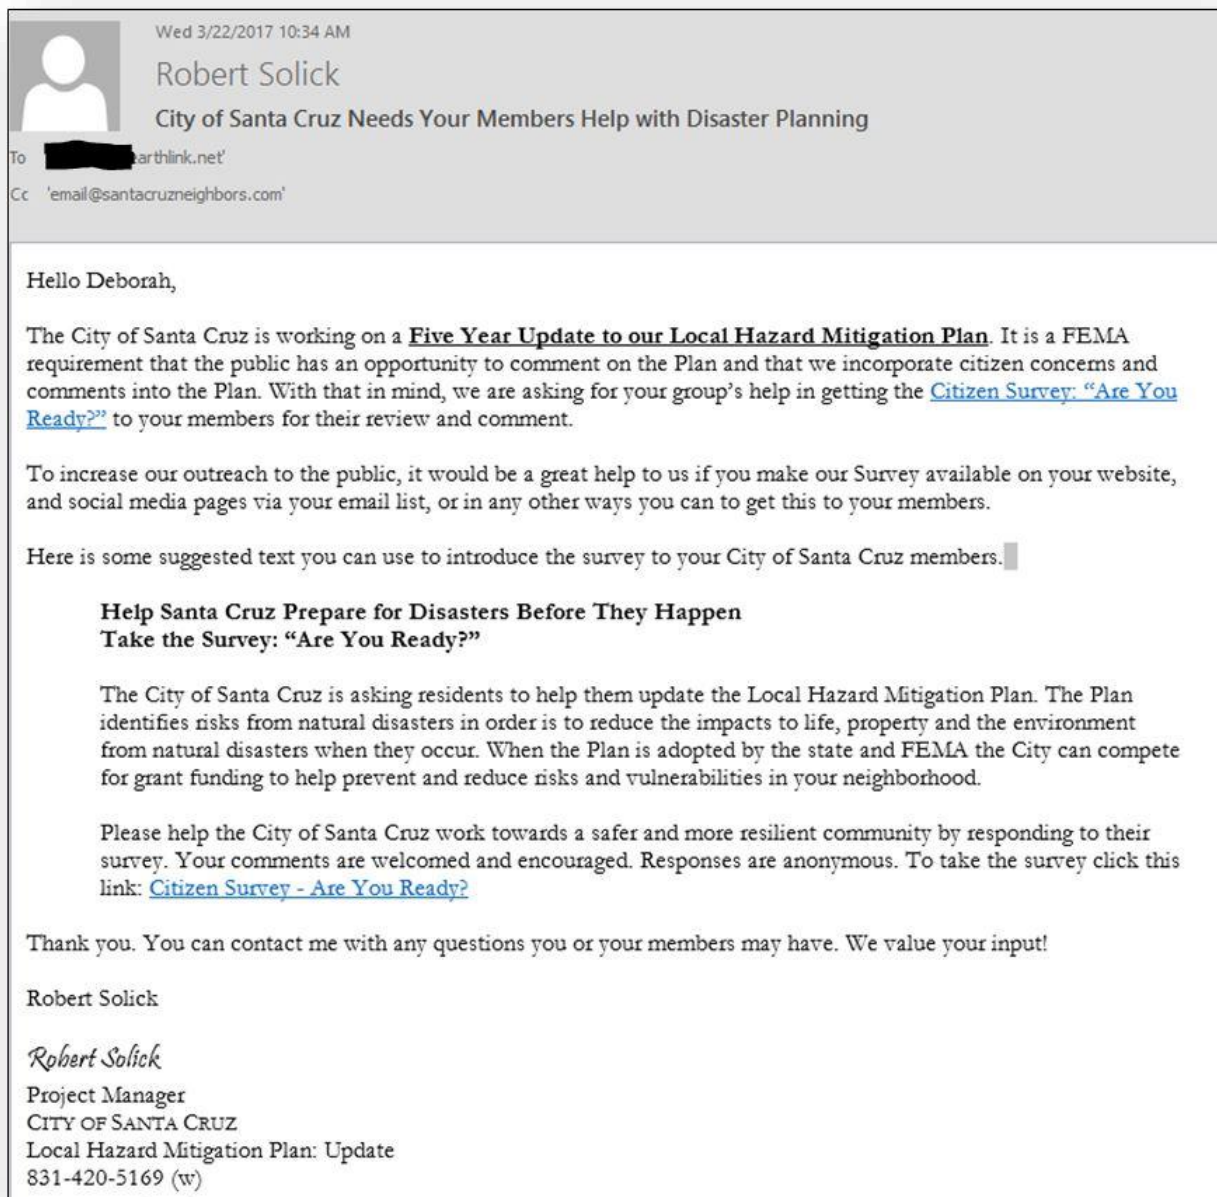 Wed 3/22/2017 10:34 AM
Robert Solick
City of Santa Cruz Needs Your Members Help with Disaster Planning
To earthlink.net'
Cc 'email@santacruzneighbors.com'
Hello Deborah,
The City of Santa Cruz is working on a Five Year Update to our Local Hazard Mitigation Plan. It is a FEMA
requirement that the public has an opportunity to comment on the Plan and that we incorporate citizen concerns and
comments into the Plan. With that in mind, we are asking for your group's help in getting the Citizen Survey: “Are You
Ready?” to your members for their review and comment.
To increase our outreach to the public, it would be a great help to us if you make our Survey available on your website,
and social media pages via your email list, or in any other ways you can to get this to your members.
Here is some suggested text you can use to introduce the survey to your City of Santa Cruz members.
Help Santa Cruz Prepare for Disasters Before They Happen
Take the Survey: “Are You Ready?”
The City of Santa Cruz is asking residents to help them update the Local Hazard Mitigation Plan. The Plan
identifies risks from natural disasters in order is to reduce the impacts to life, property and the environment
from natural disasters when they occur. When the Plan is adopted by the state and FEMA the City can compete
for grant funding to help prevent and reduce risks and vulnerabilities in your neighborhood.
Please help the City of Santa Cruz work towards a safer and more resilient community by responding to their
survey. Your comments are welcomed and encouraged. Responses are anonymous. To take the survey click this
link: Citizen Survey - Are You Ready?
Thank you. You can contact me with any questions you or your members may have. We value your input!
Robert Solick
Robert Solick
Project Manager
CITY OF SANTA CRUZ
Local Hazard Mitigation Plan: Update
831-420-5169 (w)